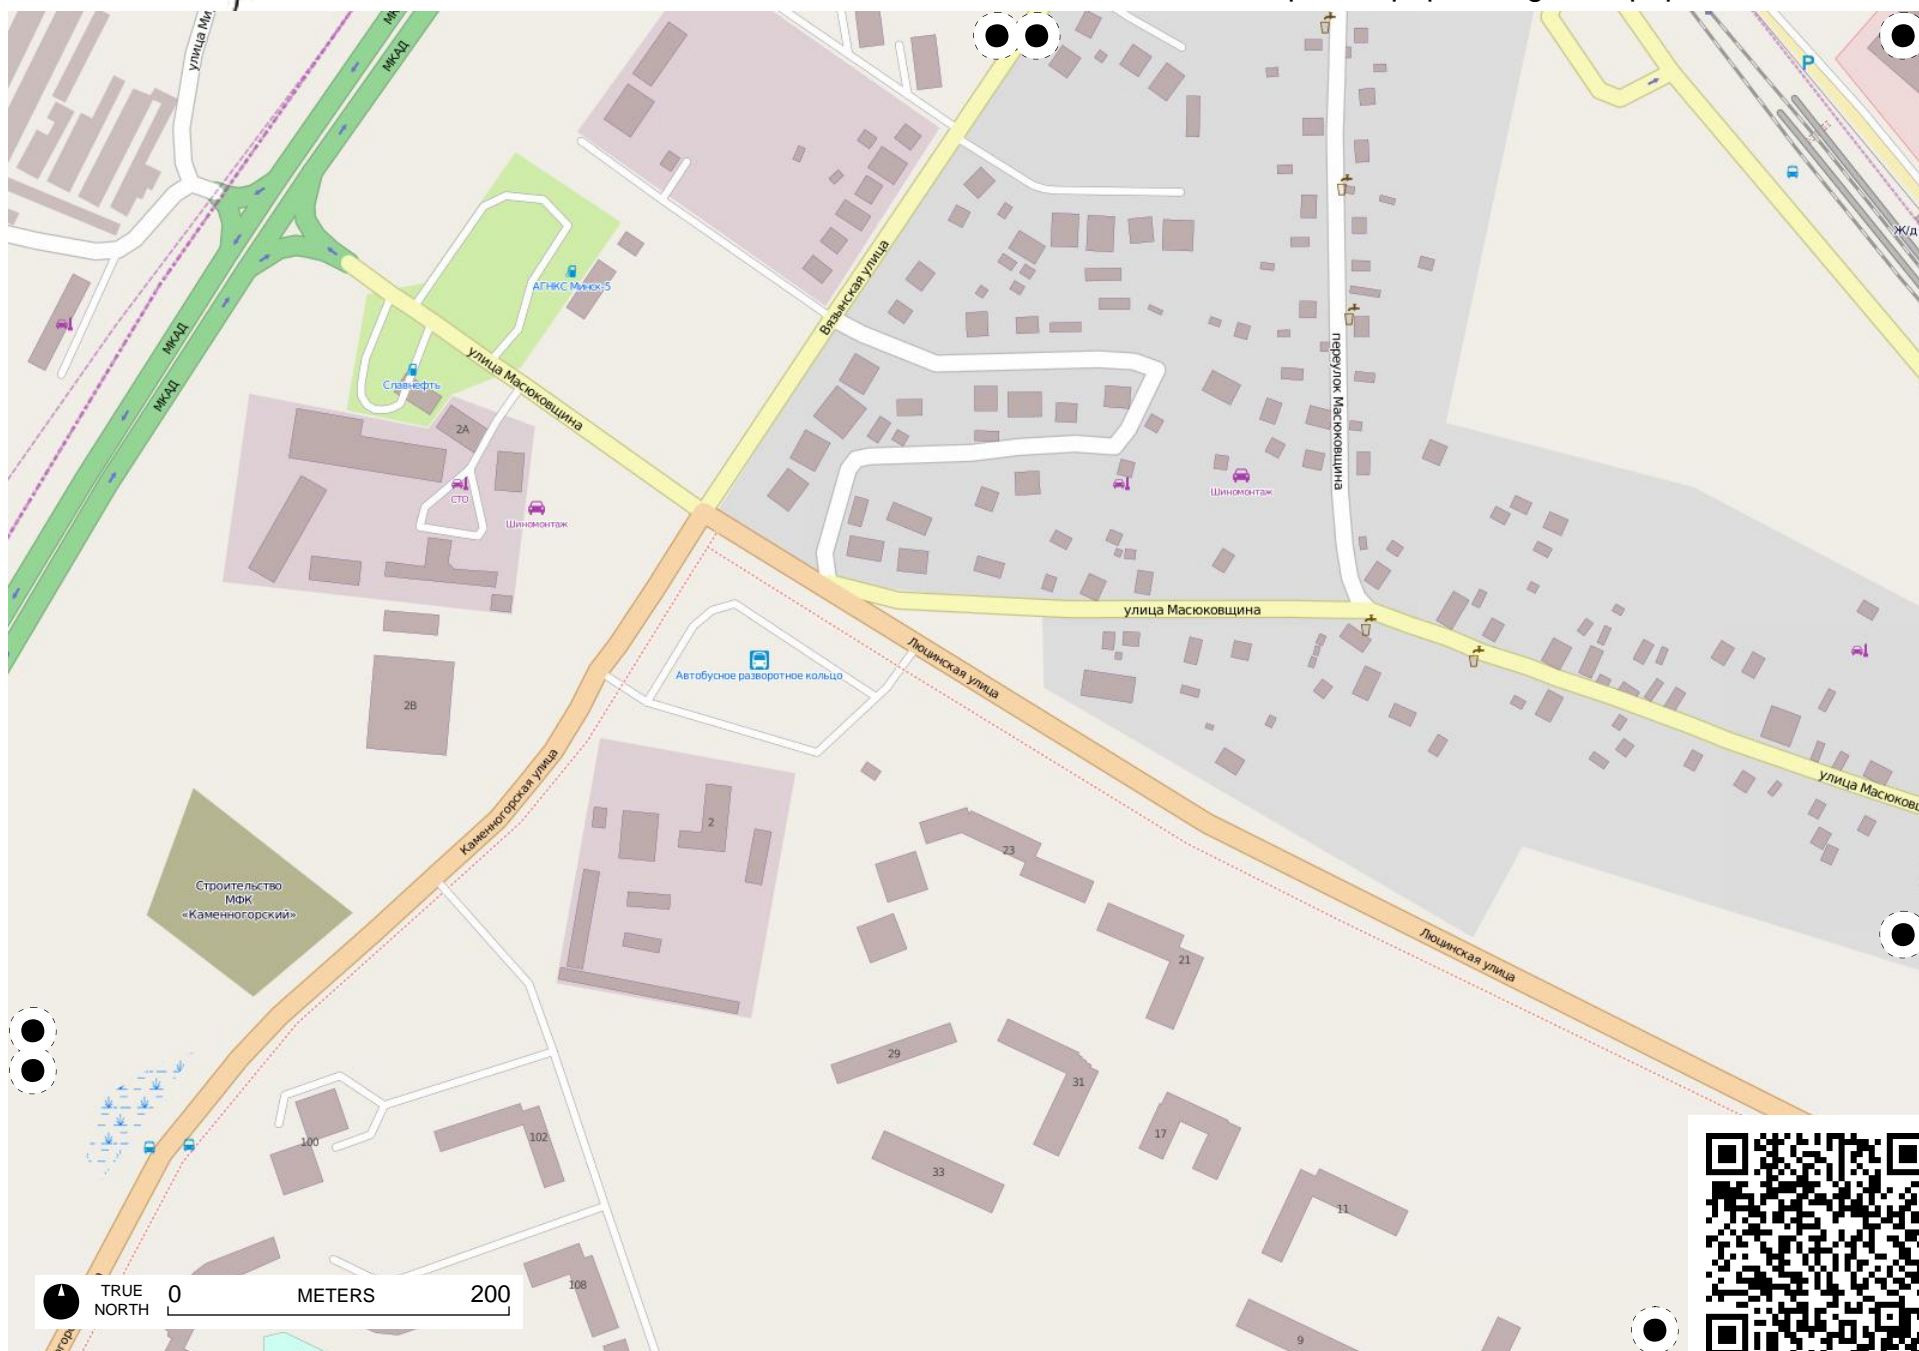 улица Ми
МКАД
МКАД
P
Ж/д
АГНКС Минск-5
Вязынская улица
МКАД
МКАД
улица Масюковщина
Славнефть
переулок Масюковщина
2А
СТО
Шиномонтаж
Шиномонтаж
улица Масюковщина
Люцинская улица
Автобусное разворотное кольцо
2В
улица Масюковщ
Каменногорская улица
2
23
Строительство
МФК
«Каменногорский»
21
Люцинская улица
29
31
100
102
17
33
11
108
9
TRUE
NORTH
0 METERS 200